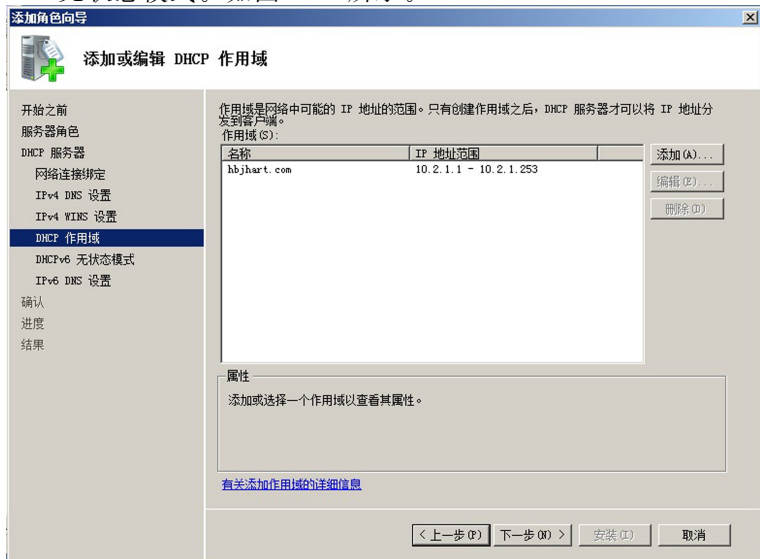 添加角色向导
添加或编辑 DHCP 作用域
开始之前
服务器角色
DHCP 服务器
网络连接绑定
IPv4 DNS 设置
IPv4 WINS 设置
DHCP 作用域
DHCPv6 无状态模式
IPv6 DNS 设置
确认
进度
结果
作用域是网络中可能的 IP 地址的范围。只有创建作用域之后，DHCP 服务器才可以将 IP 地址分
发到客户端。
作用域(S):
名称 IP 地址范围
hbjhart.com 10.2.1.1 - 10.2.1.253
添加(A)...
编辑(E)...
删除(D)
属性
添加或选择一个作用域以查看其属性。
有关添加作用域的详细信息
< 上一步(P) 下一步(N) > 安装(I) 取消